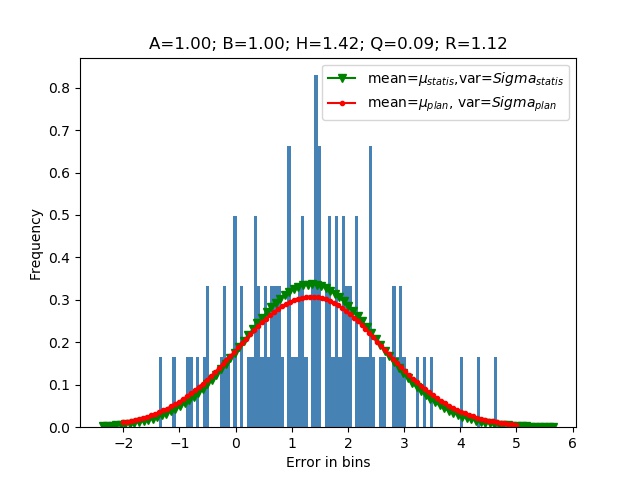 A=1.00; B=1.00; H=1.42; Q=0.09; R=1.12
mean=μstatis,var=Sigmastatis
mean=μplan, var=Sigmaplan
0.8
0.7
0.6
0.5
0.4
0.3
0.2
0.1
0.0
Frequency
−2 −1 0 1 2 3 4 5 6
Error in bins